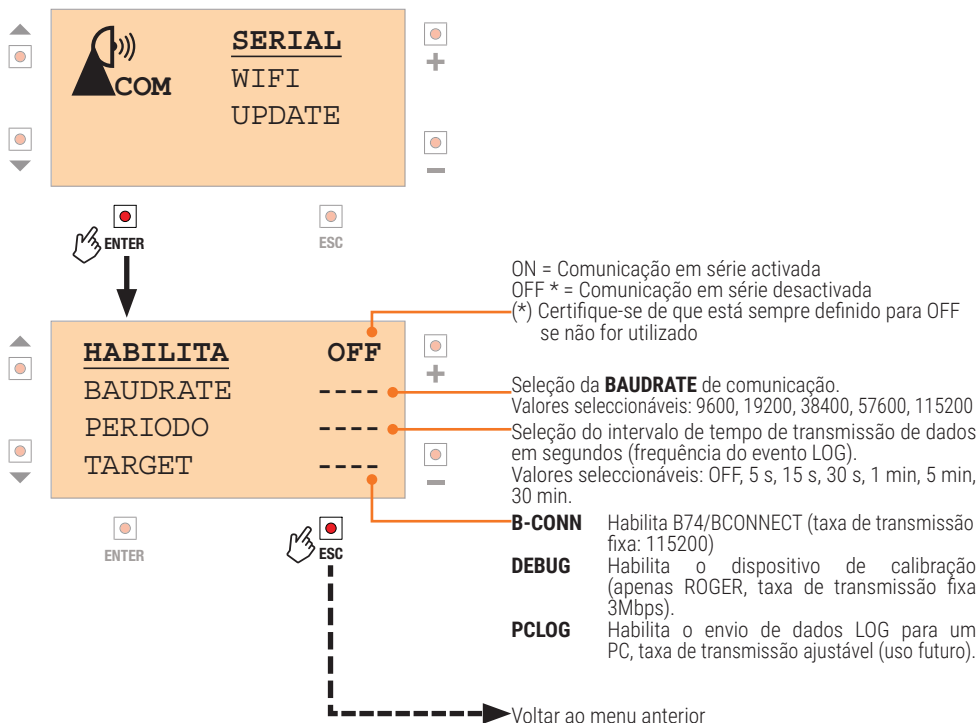 COM
SERIAL
WIFI
UPDATE
+
−
ENTER
ESC
HABILITA OFF
BAUDRATE ----
PERIODO ----
TARGET ----
+
−
ENTER
ESC
ON = Comunicação em série activada
OFF * = Comunicação em série desactivada
(*) Certifique-se de que está sempre definido para OFF
se não for utilizado
Seleção da BAUDRATE de comunicação.
Valores seleccionáveis: 9600, 19200, 38400, 57600, 115200
Seleção do intervalo de tempo de transmissão de dados
em segundos (frequência do evento LOG).
Valores seleccionáveis: OFF, 5 s, 15 s, 30 s, 1 min, 5 min,
30 min.
B-CONN Habilita B74/BCONNECT (taxa de transmissão
fixa: 115200)
DEBUG Habilita o dispositivo de calibração
(apenas ROGER, taxa de transmissão fixa
3Mbps).
PCLOG Habilita o envio de dados LOG para um
PC, taxa de transmissão ajustável (uso futuro).
Voltar ao menu anterior